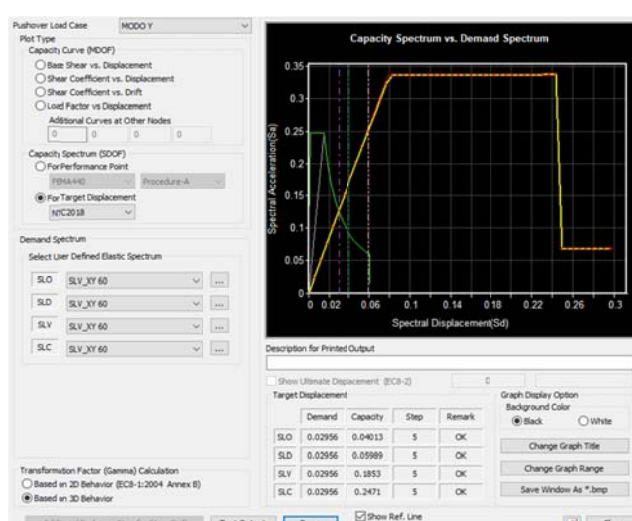 Pushover Load Case MODO Y
Plot Type
Capacity Curve (MDOF)
Base Shear vs. Displacement
Shear Coefficient vs. Displacement
Shear Coefficient vs. Drift
Load Factor vs Displacement
Additional Curves at Other Nodes
0 0 0 0
Capacity Spectrum (SDOF)
For Performance Point
FEMA440 Procedure-A
For Target Displacement
NTC2018
Demand Spectrum
Select User Defined Elastic Spectrum
SLO SLV_XY 60 ...
SLD SLV_XY 60 ...
SLV SLV_XY 60 ...
SLC SLV_XY 60 ...
Transformation Factor (Gamma) Calculation
Based in 2D Behavior (EC8-1:2004 Annex B)
Based in 3D Behavior
Capacity Spectrum vs. Demand Spectrum
Spectral Acceleration(Sa)
0.35
0.3
0.25
0.2
0.15
0.1
0.05
0
0 0.02 0.06 0.1 0.14 0.18 0.22 0.26 0.3
Spectral Displacement(Sd)
Description for Printed Output
Show Ultimate Displacement (EC8-2) 0
Target Displacement
Demand Capacity Step Remark
SLO 0.02956 0.04013 5 OK
SLD 0.02956 0.05989 5 OK
SLV 0.02956 0.1853 5 OK
SLC 0.02956 0.2471 5 OK
Graph Display Option
Background Color
Black White
Change Graph Title
Change Graph Range
Save Window As *.bmp
Show Ref. Line